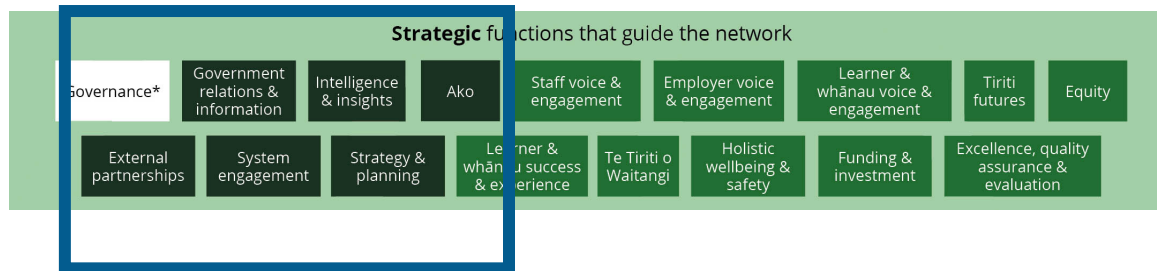 Strategic functions that guide the network
Governance*
Government
relations &
information
Intelligence
& insights
Ako
Staff voice &
engagement
Employer voice
& engagement
Learner &
whānau voice &
engagement
Tiriti
futures
Equity
External
partnerships
System
engagement
Strategy &
planning
Learner &
whānau success
& experience
Te Tiriti o
Waitangi
Holistic
wellbeing &
safety
Funding &
investment
Excellence, quality
assurance &
evaluation